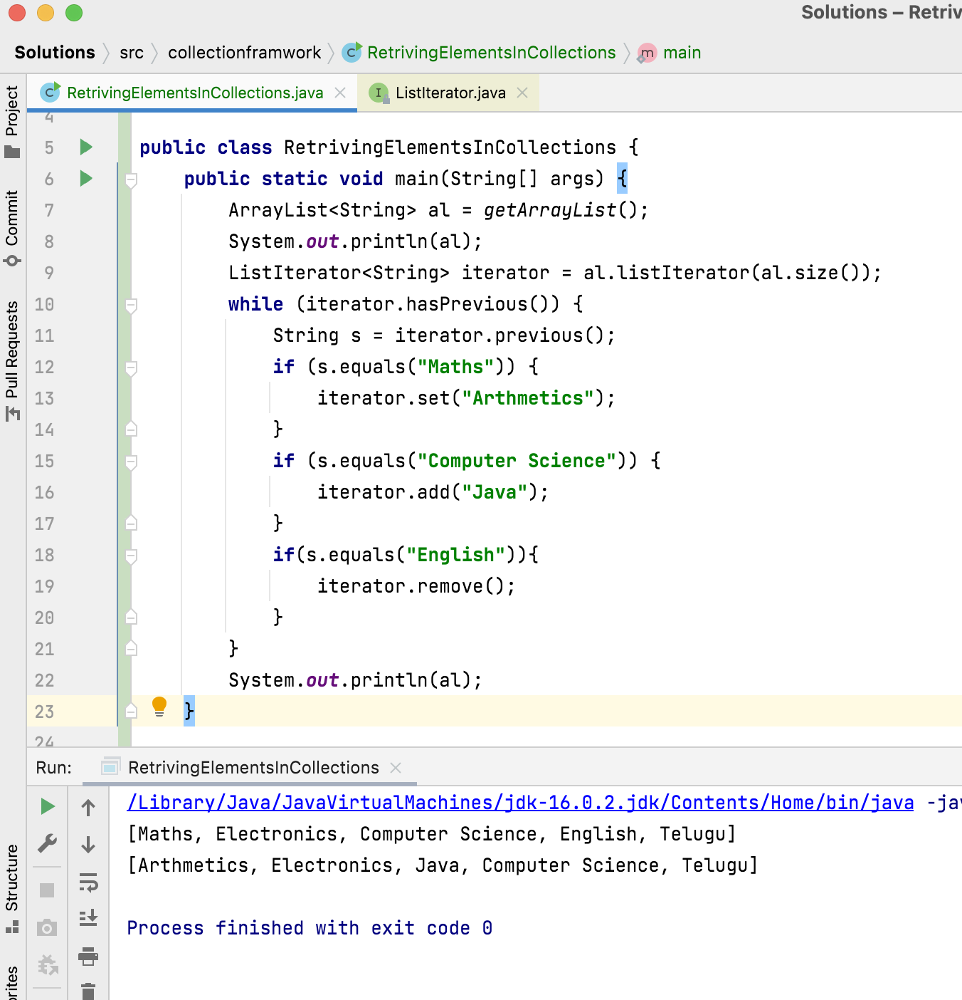 Solutions – Retriv
Solutions src collectionframwork RetrivingElementsInCollections main
RetrivingElementsInCollections.java ListIterator.java
Project
Commit
Pull Requests
Structure
4
5 public class RetrivingElementsInCollections {
6 public static void main(String[] args) {
7 ArrayList<String> al = getArrayList();
8 System.out.println(al);
9 ListIterator<String> iterator = al.listIterator(al.size());
10 while (iterator.hasPrevious()) {
11 String s = iterator.previous();
12 if (s.equals("Maths")) {
13 iterator.set("Arthmetics");
14 }
15 if (s.equals("Computer Science")) {
16 iterator.add("Java");
17 }
18 if(s.equals("English")){
19 iterator.remove();
20 }
21 }
22 System.out.println(al);
23 }
24
Run: RetrivingElementsInCollections
/Library/Java/JavaVirtualMachines/jdk-16.0.2.jdk/Contents/Home/bin/java -jav
[Maths, Electronics, Computer Science, English, Telugu]
[Arthmetics, Electronics, Java, Computer Science, Telugu]
Process finished with exit code 0